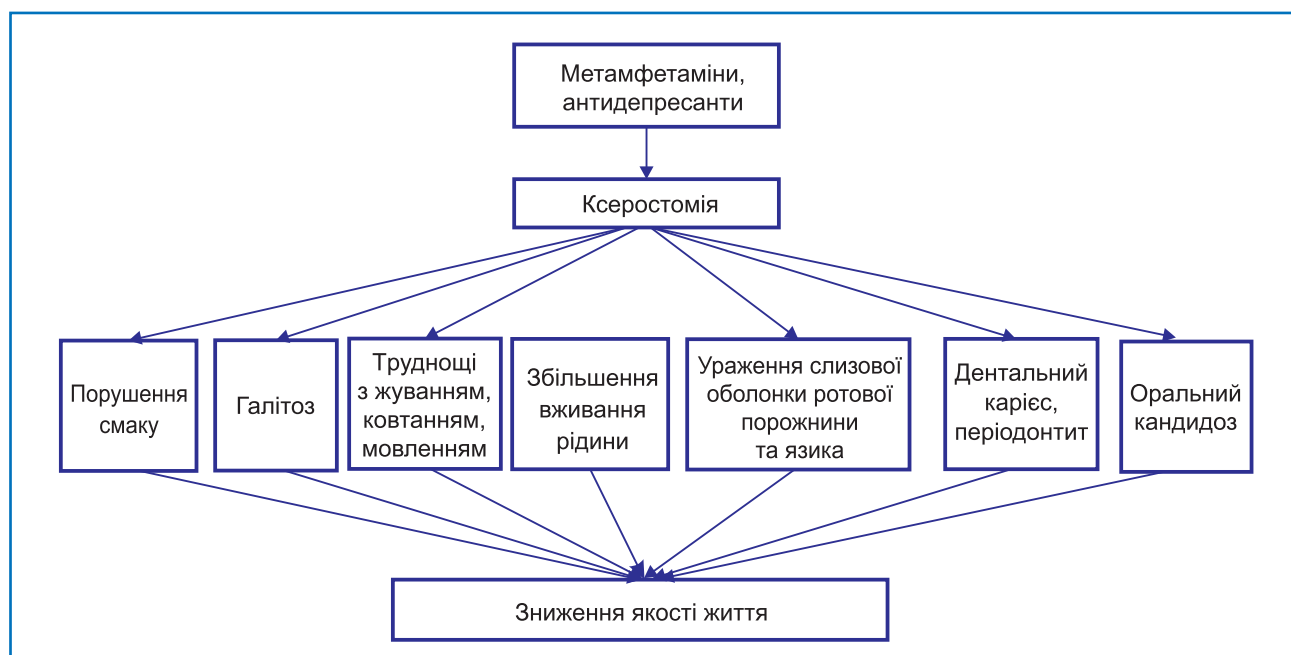 Метамфетаміни,
антидепресанти
Ксеростомія
Порушення
смаку
Галітоз
Труднощі
з жуванням,
ковтанням,
мовленням
Збільшення
вживання
рідини
Ураження слизової
оболонки ротової
порожнини
та язика
Дентальний
карієс,
періодонтит
Оральний
кандидоз
Зниження якості життя